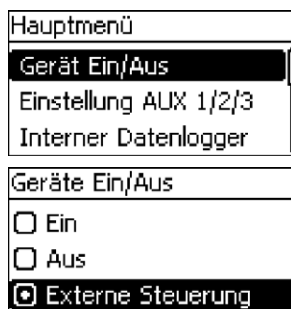 Hauptmenü
Gerät Ein/Aus
Einstellung AUX 1/2/3
Interner Datenlogger
Geräte Ein/Aus
Ein
Aus
Externe Steuerung